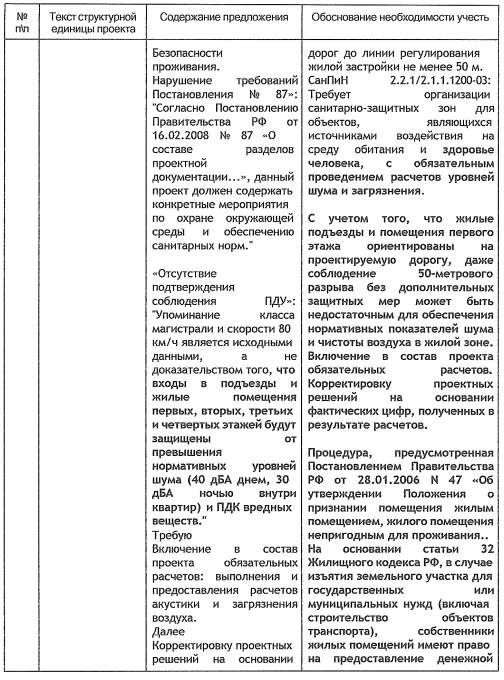 № п\п
Текст структурной единицы проекта
Содержание предложения
Обоснование необходимости учесть
Безопасности
проживания.
Нарушение требований
Постановления № 87»:
"Согласно Постановлению
Правительства РФ от
16.02.2008 № 87 «О
составе разделов
проектной
документации…», данный
проект должен содержать
конкретные мероприятия
по охране окружающей
среды и обеспечению
санитарных норм."
«Отсутствие
подтверждения
соблюдения ПДУ»:
"Упоминание класса
магистрали и скорости 80
км/ч является исходными
данными, а не
доказательством того, что
входы в подъезды и
жилые помещения
первых, вторых, третьих
и четвертых этажей будут
защищены от
превышения
нормативных уровней
шума (40 дБА днем, 30
дБА ночью внутри
квартир) и ПДК вредных
веществ."
Требую
Включение в состав
проекта обязательных
расчетов: выполнения и
предоставления расчетов
акустики и загрязнения
воздуха.
Далее
Корректировку проектных
решений на основании
дорог до линии регулирования
жилой застройки не менее 50 м.
СанПиН 2.2.1/2.1.1.1200-03:
Требует организации
санитарно-защитных зон для
объектов, являющихся
источниками воздействия на
среду обитания и здоровье
человека, с обязательным
проведением расчетов уровней
шума и загрязнения.
С учетом того, что жилые
подъезды и помещения первого
этажа ориентированы на
проектируемую дорогу, даже
соблюдение 50-метрового
разрыва без дополнительных
защитных мер может быть
недостаточным для обеспечения
нормативных показателей шума
и чистоты воздуха в жилой зоне.
Включение в состав проекта
обязательных расчетов.
Корректировку проектных
решений на основании
фактических цифр, полученных в
результате расчетов.
Процедура, предусмотренная
Постановлением Правительства
РФ от 28.01.2006 N 47 «Об
утверждении Положения о
признании помещения жилым
помещением, жилого помещения
непригодным для проживания..
На основании статьи 32
Жилищного кодекса РФ, в случае
изъятия земельного участка для
государственных или
муниципальных нужд (включая
строительство объектов
транспорта), собственники
жилых помещений имеют право
на предоставление денежной